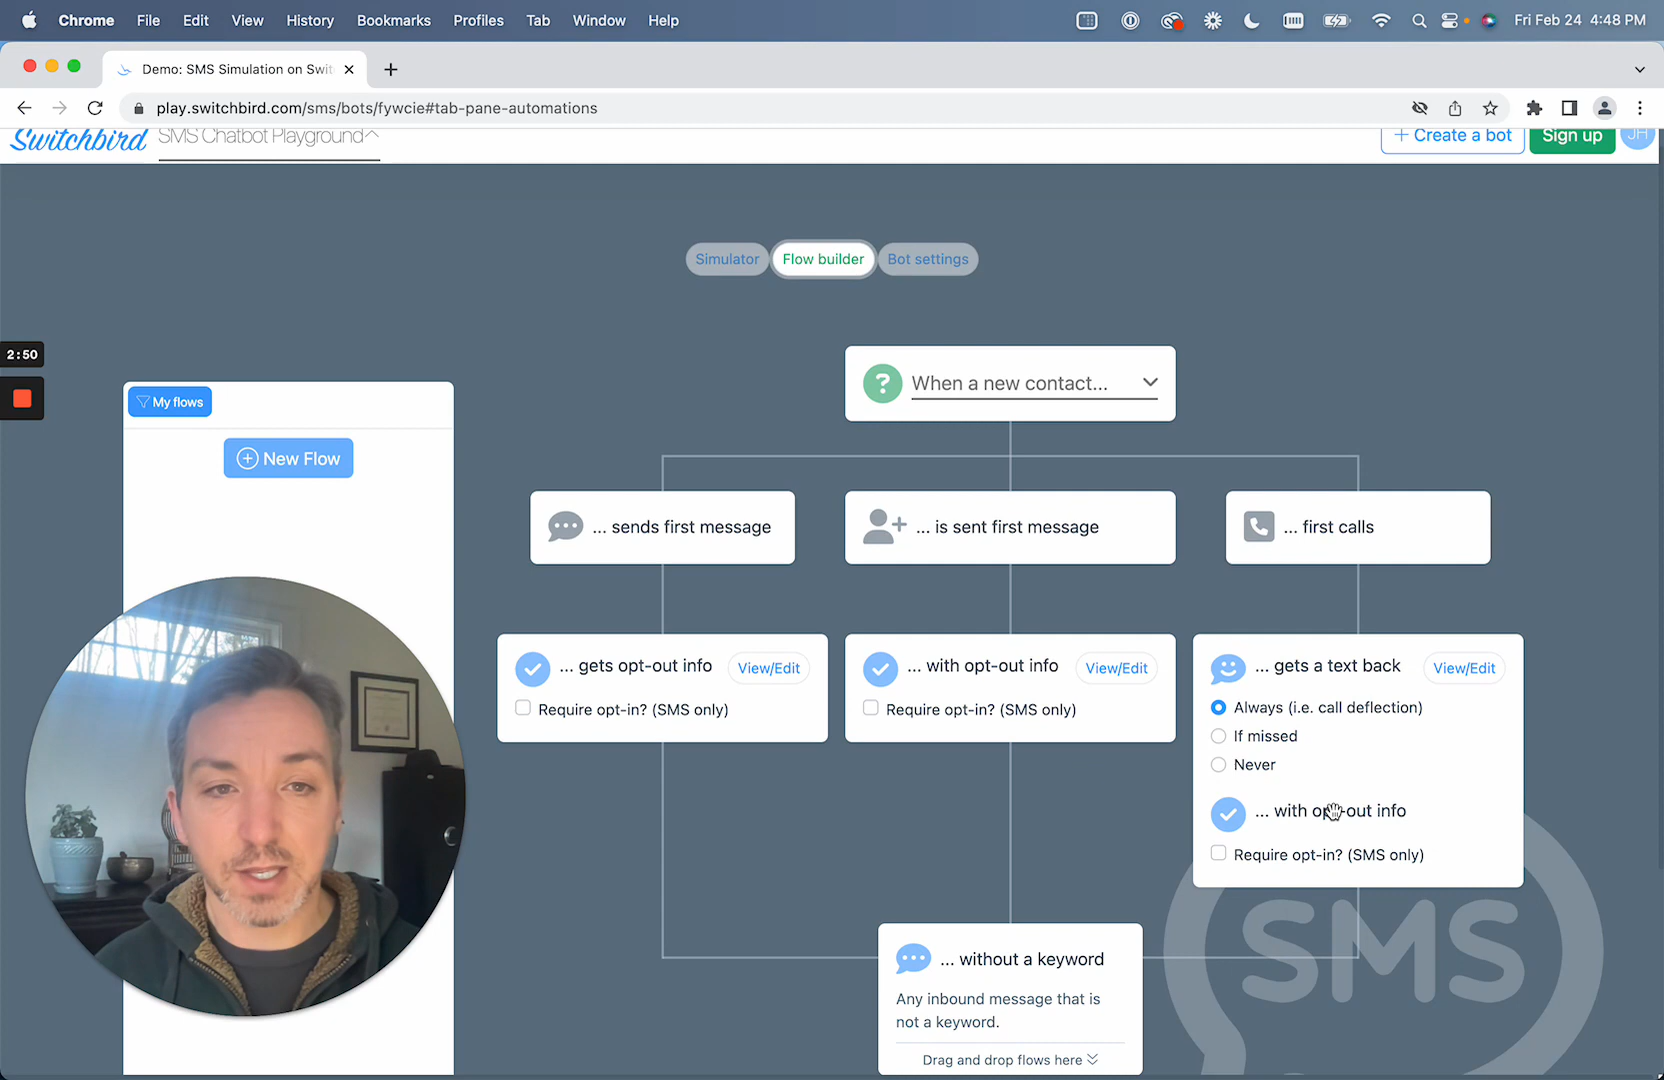 Chrome File Edit View History Bookmarks Profiles Tab Window Help Fri Feb 24 4:48 PM
Demo: SMS Simulation on Swit
play.switchbird.com/sms/bots/fywcie#tab-pane-automations
Switchbird SMS Chatbot Playground + Create a bot Sign up JH
Simulator Flow builder Bot settings
2:50
When a new contact...
My flows
New Flow
... sends first message
... is sent first message
... first calls
... gets opt-out info View/Edit
Require opt-in? (SMS only)
... with opt-out info View/Edit
Require opt-in? (SMS only)
... gets a text back View/Edit
Always (i.e. call deflection)
If missed
Never
... with opt-out info
Require opt-in? (SMS only)
... without a keyword
Any inbound message that is
not a keyword.
Drag and drop flows here
SMS